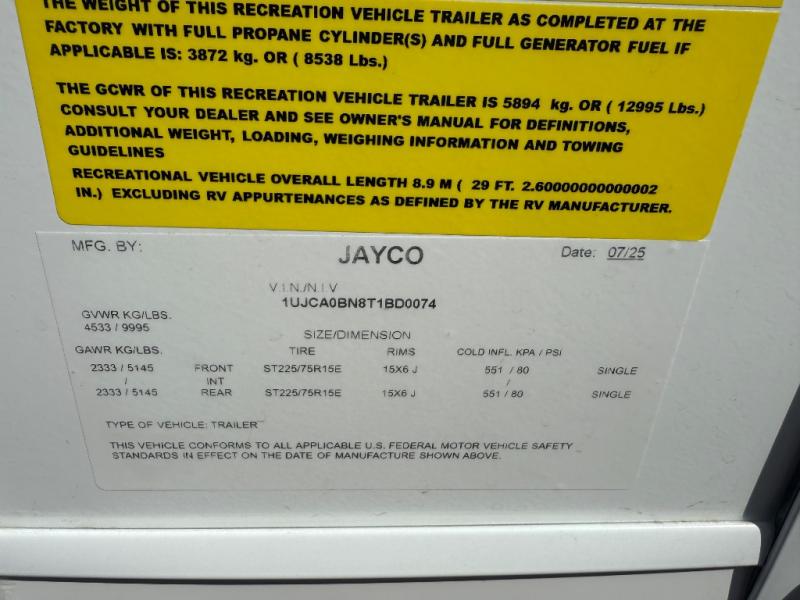 THE WEIGHT OF THIS RECREATION VEHICLE TRAILER AS COMPLETED AT THE
FACTORY WITH FULL PROPANE CYLINDER(S) AND FULL GENERATOR FUEL IF
APPLICABLE IS: 3872 kg. OR ( 8538 Lbs.)
THE GCWR OF THIS RECREATION VEHICLE TRAILER IS 5894 kg. OR ( 12995 Lbs.)
CONSULT YOUR DEALER AND SEE OWNER'S MANUAL FOR DEFINITIONS,
ADDITIONAL WEIGHT, LOADING, WEIGHING INFORMATION AND TOWING
GUIDELINES
RECREATIONAL VEHICLE OVERALL LENGTH 8.9 M ( 29 FT. 2.60000000000002
IN.) EXCLUDING RV APPURTENANCES AS DEFINED BY THE RV MANUFACTURER.
MFG. BY: JAYCO Date: 07/25
V.I.N./N.I.V
1UJCA0BN8T1BD0074
GVWR KG/LBS.
4533 / 9995
SIZE/DIMENSION
GAWR KG/LBS. TIRE RIMS COLD INFL. KPA / PSI
2333 / 5145 FRONT ST225/75R15E 15X6 J 551 / 80 SINGLE
/ INT /
2333 / 5145 REAR ST225/75R15E 15X6 J 551 / 80 SINGLE
TYPE OF VEHICLE: TRAILER
THIS VEHICLE CONFORMS TO ALL APPLICABLE U.S. FEDERAL MOTOR VEHICLE SAFETY
STANDARDS IN EFFECT ON THE DATE OF MANUFACTURE SHOWN ABOVE.